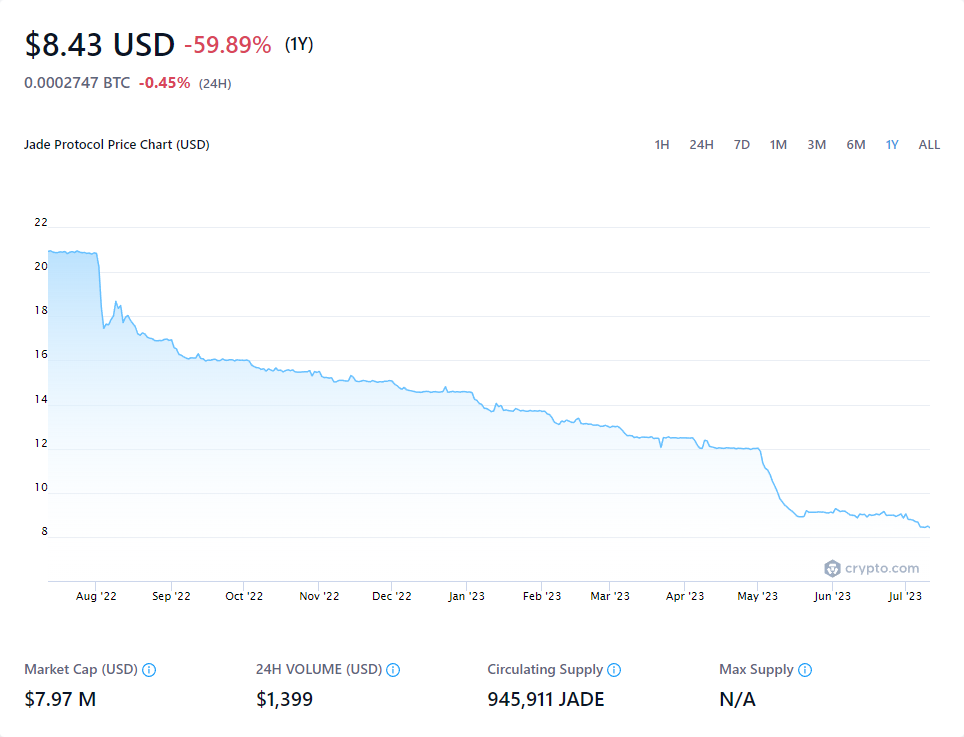 $8.43 USD -59.89% (1Y)
0.0002747 BTC -0.45% (24H)
Jade Protocol Price Chart (USD) 1H 24H 7D 1M 3M 6M 1Y ALL
22
20
18
16
14
12
10
8
crypto.com
Aug '22 Sep '22 Oct '22 Nov '22 Dec '22 Jan '23 Feb '23 Mar '23 Apr '23 May '23 Jun '23 Jul '23
Market Cap (USD) 24H VOLUME (USD) Circulating Supply Max Supply
$7.97 M $1,399 945,911 JADE N/A